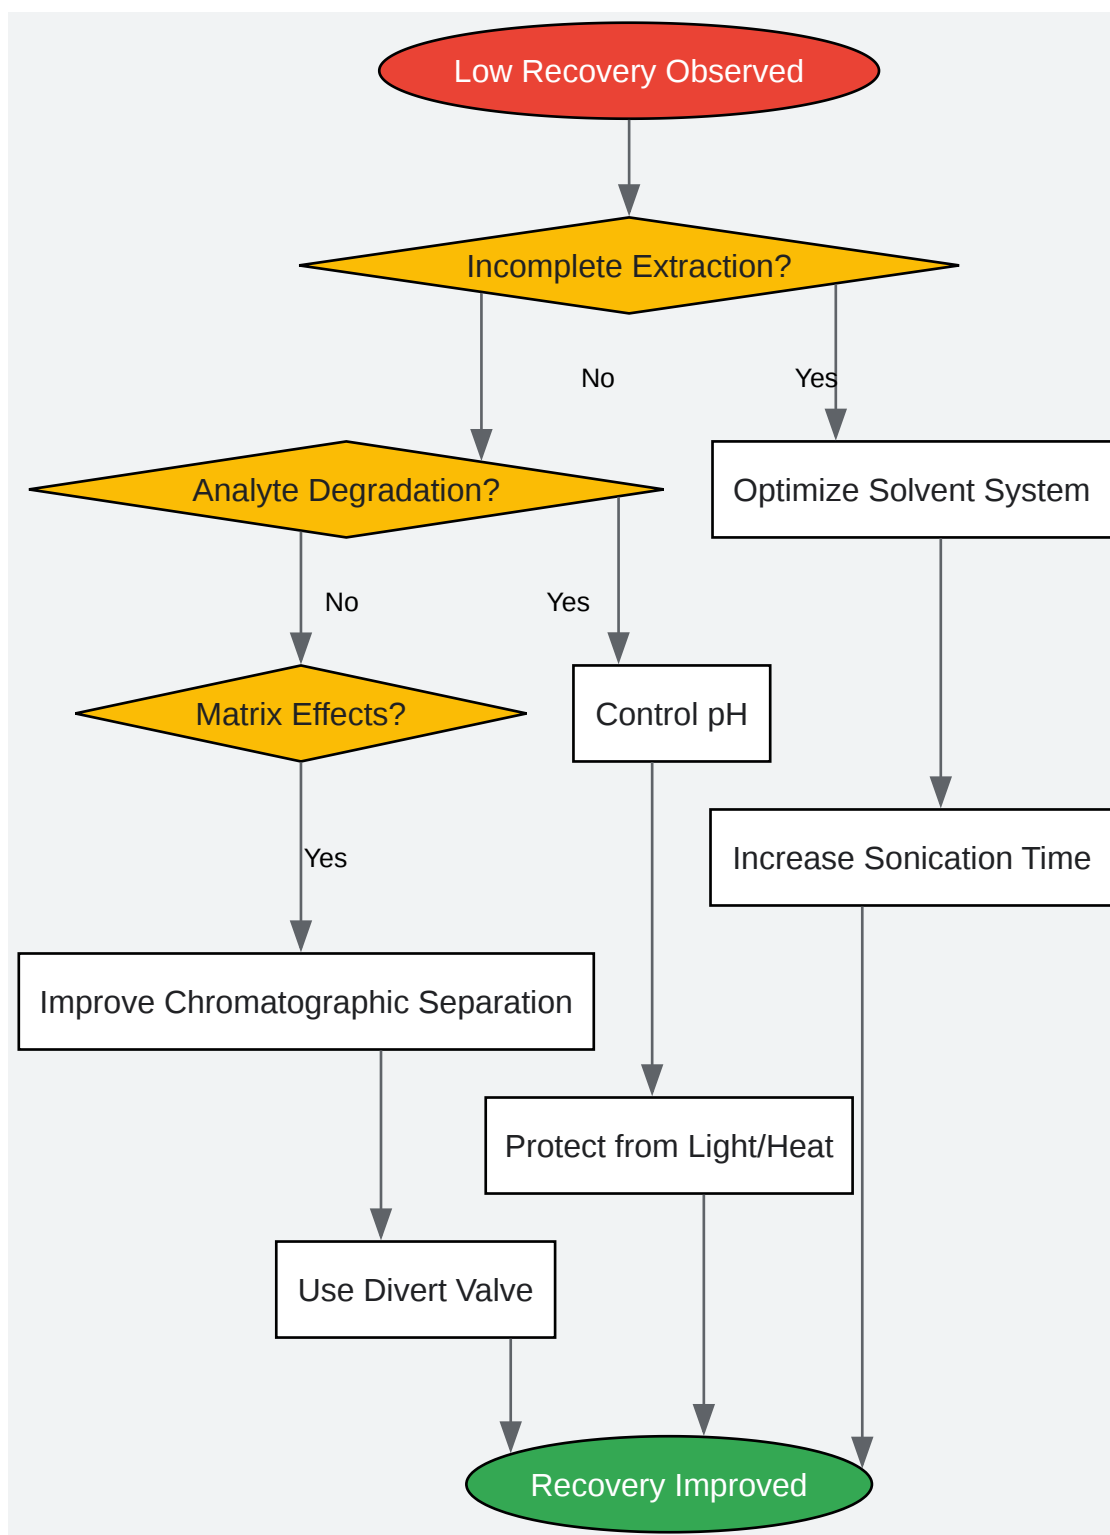 Low Recovery Observed
Incomplete Extraction?
No
Yes
Analyte Degradation?
Optimize Solvent System
No
Yes
Matrix Effects?
Control pH
Yes
Increase Sonication Time
Improve Chromatographic Separation
Protect from Light/Heat
Use Divert Valve
Recovery Improved